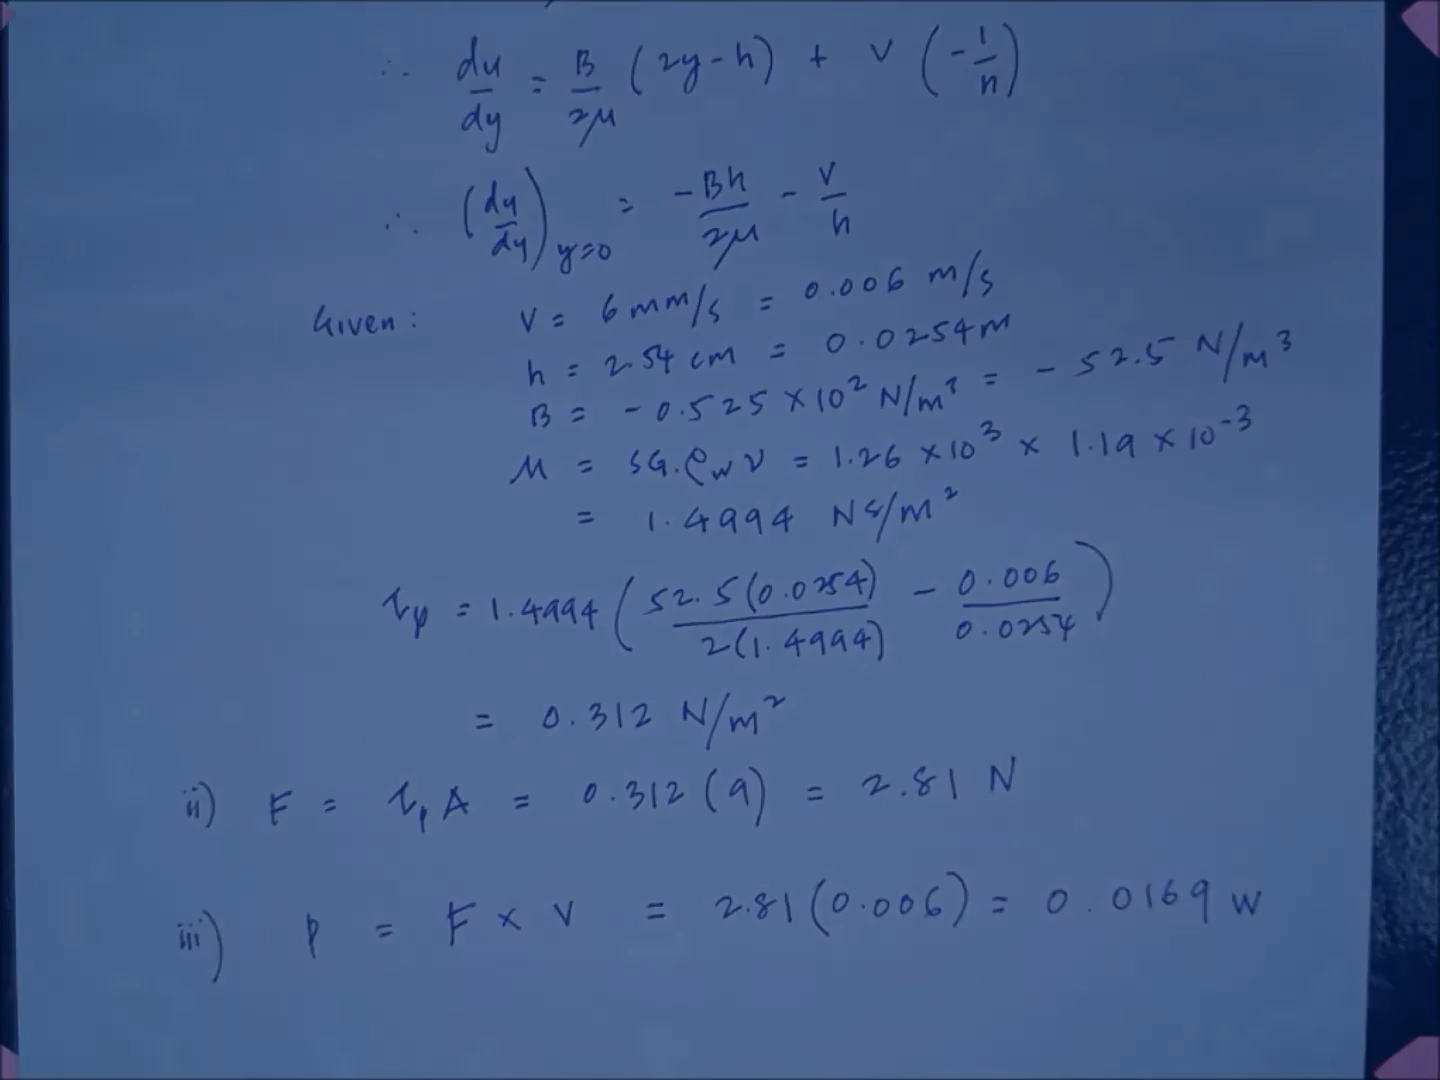 ∴ du/dy = B/2μ (2y-h) + V (-1/h)
∴ (du/dy)y=0 = -Bh/2μ - V/h
Given: V = 6 mm/s = 0.006 m/s
h = 2.54 cm = 0.0254m
B = -0.525 × 10² N/m³ = -52.5 N/m³
μ = SG.ρw ν = 1.26 × 10³ × 1.19 × 10⁻³
= 1.4994 Ns/m²
τp = 1.4994 (52.5(0.0254)/2(1.4994) - 0.006/0.0254)
= 0.312 N/m²
ii) F = τp A = 0.312 (9) = 2.81 N
iii) P = F × V = 2.81 (0.006) = 0.0169 W